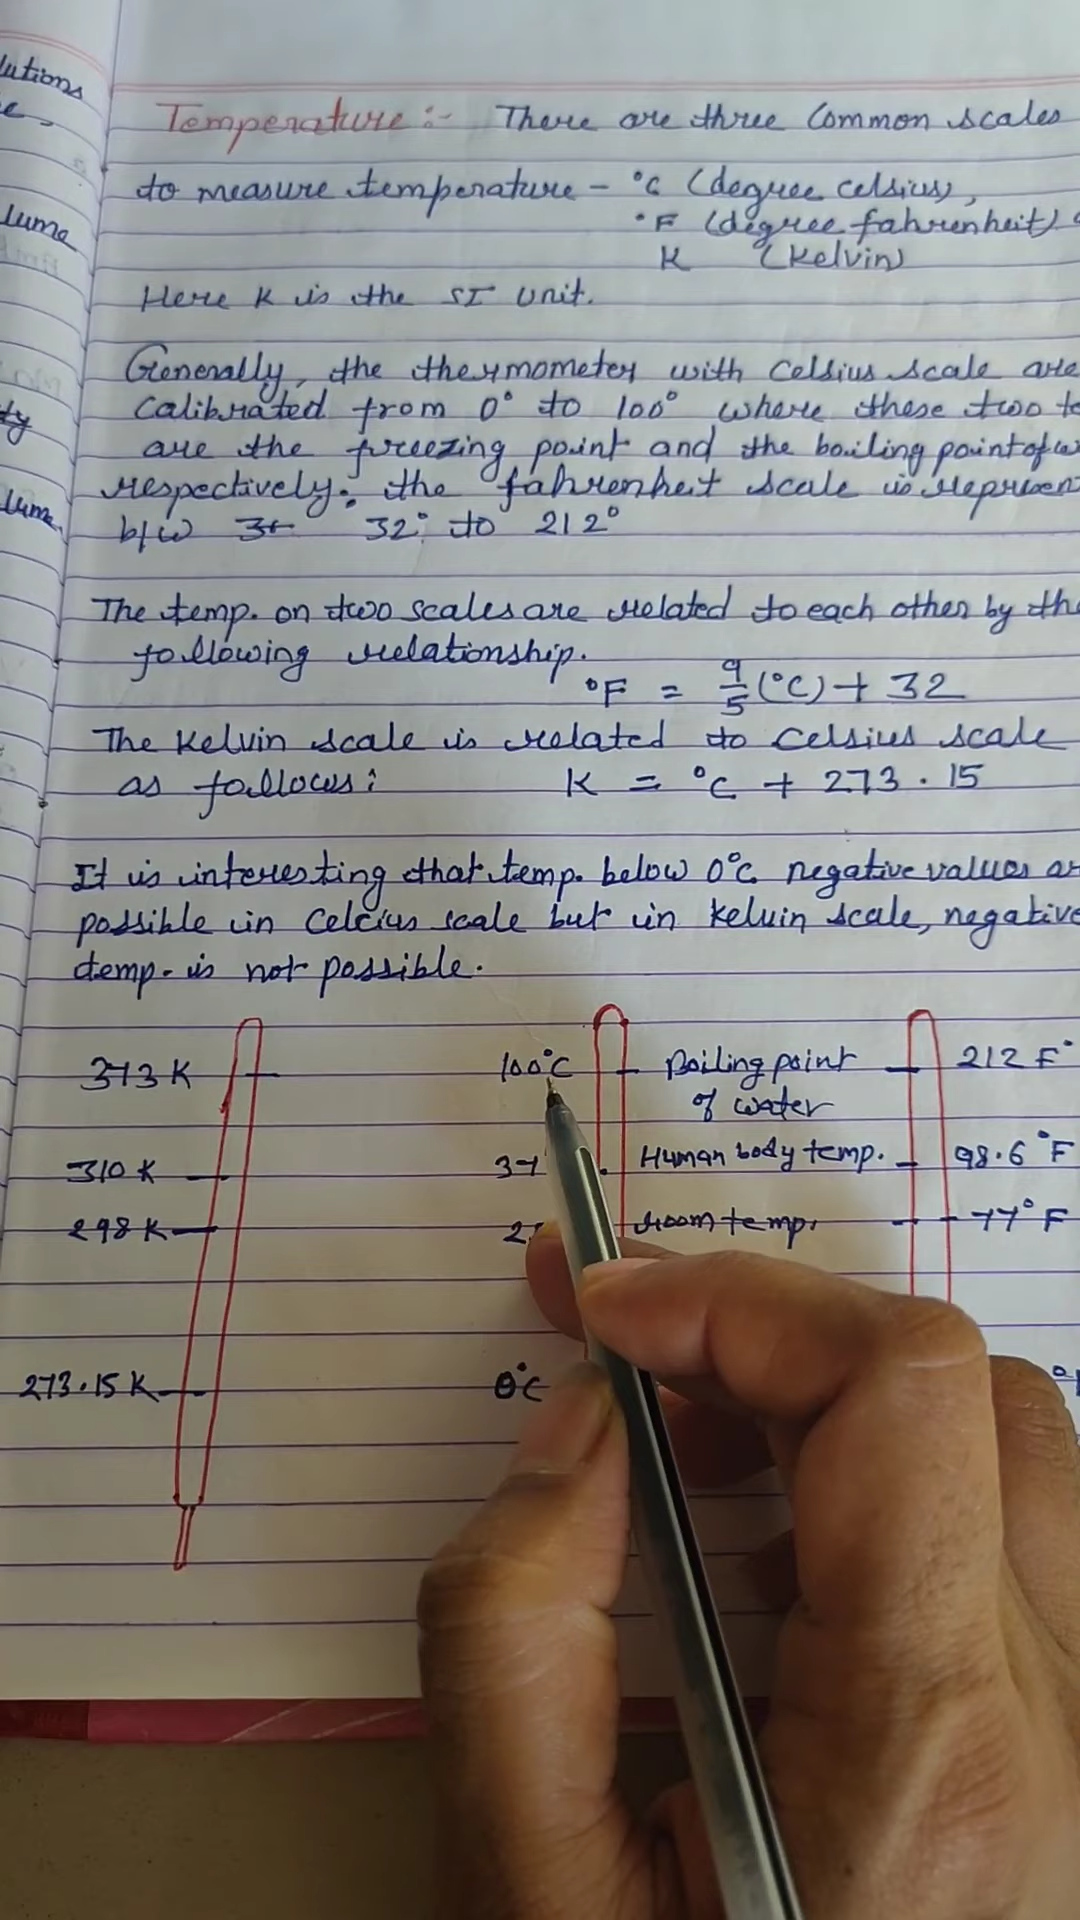 lutions
lume
lume
Temperature :- There are three Common scales
to measure temperature - °C (degree celsius),
°F (degree fahrenheit)
K (Kelvin)
Here K is the SI Unit.
Generally, the thermometer with Celsius scale are
Calibrated from 0° to 100° where these two
are the freezing point and the boiling point of
respectively. the fahrenheit scale is
b/w 32° to 212°
The temp. on two scales are related to each other by the
following relationship.
°F = 9/5 (°C) + 32
The Kelvin scale is related to Celsius scale
as follows: K = °C + 273.15
It is interesting that temp. below 0°C negative values
possible in Celcius scale but in Kelvin scale, negative
temp. is not possible.
373 K 100°C Boiling point 212 F°
of water
310 K 37 Human body temp. 98.6°F
298 K room temp. 77°F
273.15 K 0°C